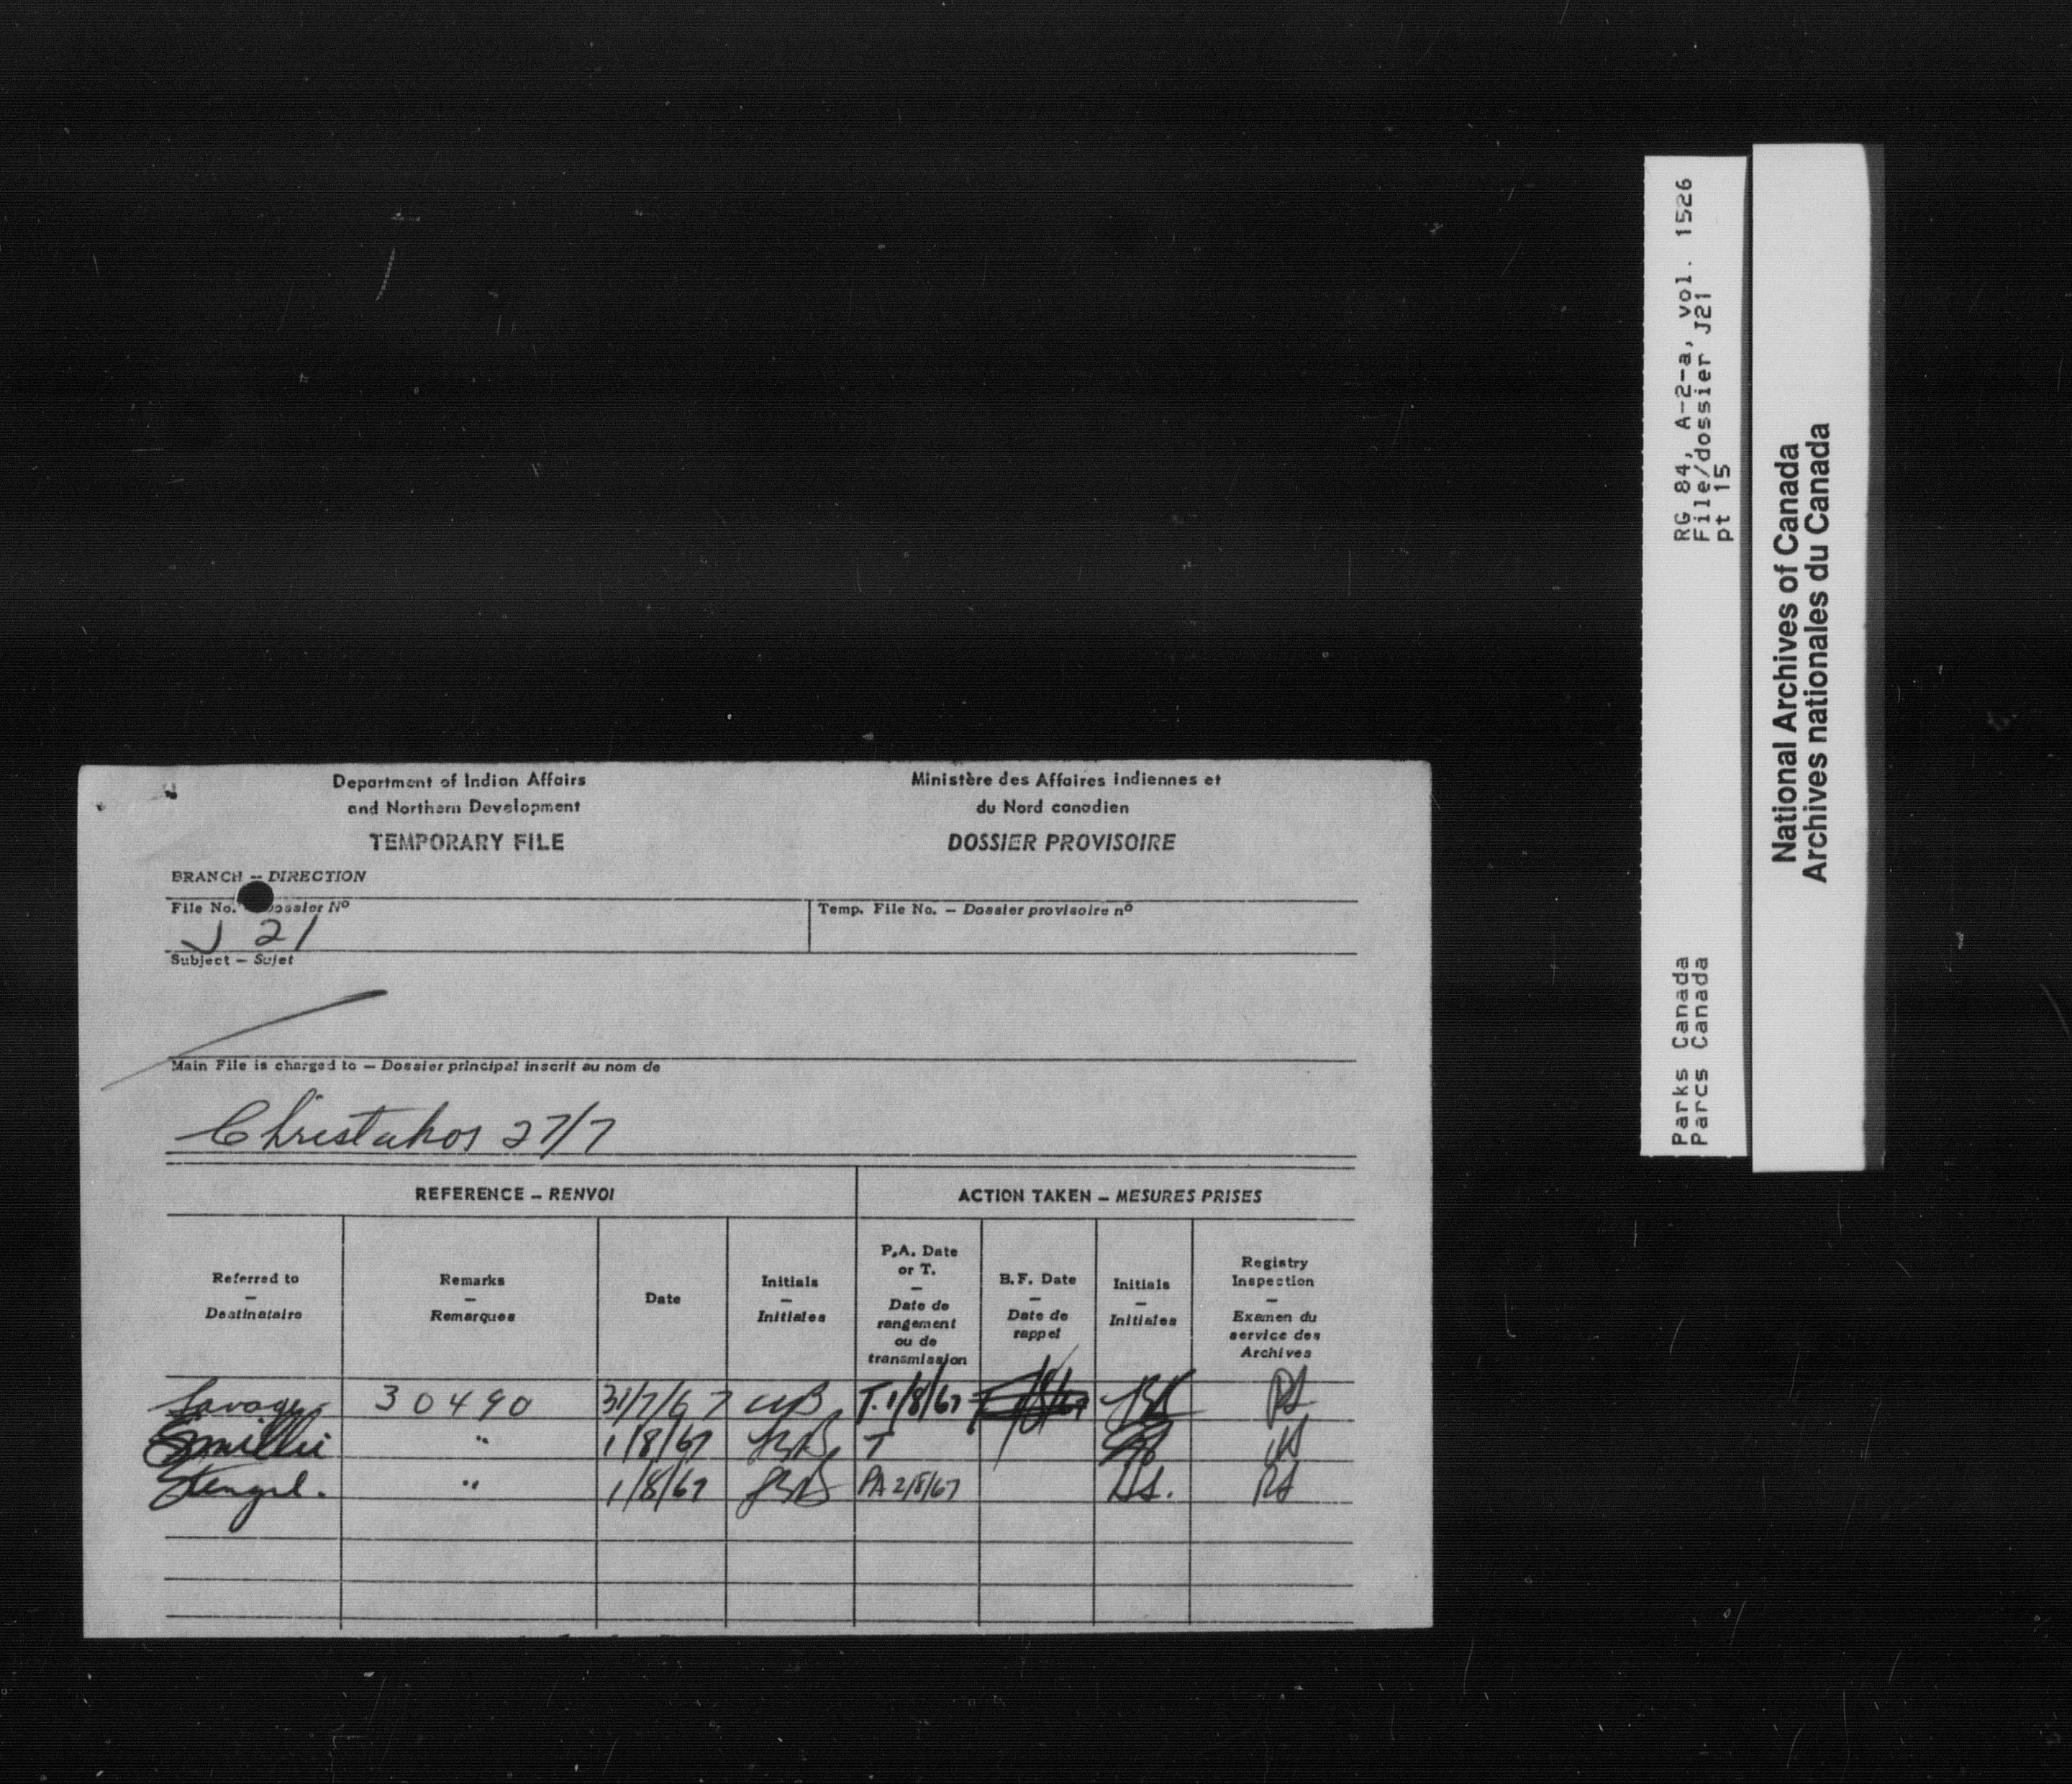 Department of Indian Affairs
and Northern Development
TEMPORARY FILE
Ministère des Affaires indiennes et
du Nord canadien
DOSSIER PROVISOIRE
BRANCH – DIRECTION
File No. Dossier Nº
J 21
Temp. File No. – Dossier provisoire nº
Subject – Sujet
Main File is charged to – Dossier principal inscrit au nom de
Christakos 27/7
REFERENCE – RENVOI
ACTION TAKEN – MESURES PRISES
Referred to
–
Destinataire
Remarks
–
Remarques
Date
Initials
–
Initiales
P.A. Date
or T.
–
Date de
rangement
ou de
transmission
B.F. Date
–
Date de
rappel
Initials
–
Initiales
Registry
Inspection
–
Examen du
service des
Archives
Savage 30490 31/7/67 T. 1/8/67
Smillie " 1/8/67 T
Stengel. " 1/8/67 PA 2/8/67
RG 84, A-2-a, vol. 1526
File/dossier J21
pt 15
Parks Canada
Parcs Canada
National Archives of Canada
Archives nationales du Canada